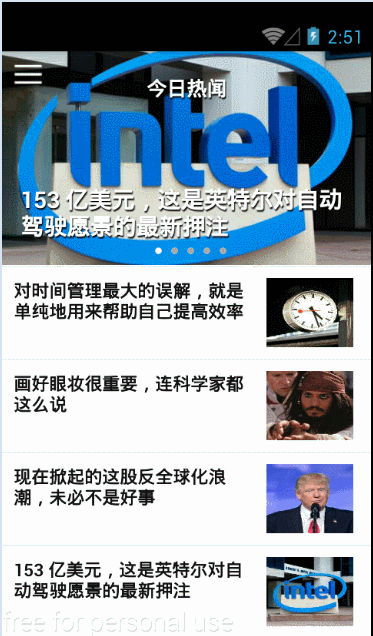 2:51
今日热闻
intel
153 亿美元，这是英特尔对自动
驾驶愿景的最新押注
对时间管理最大的误解，就是
单纯地用来帮助自己提高效率
画好眼妆很重要，连科学家都
这么说
现在掀起的这股反全球化浪
潮，未必不是好事
153 亿美元，这是英特尔对自动
驾驶愿景的最新押注
intel
free for personal use